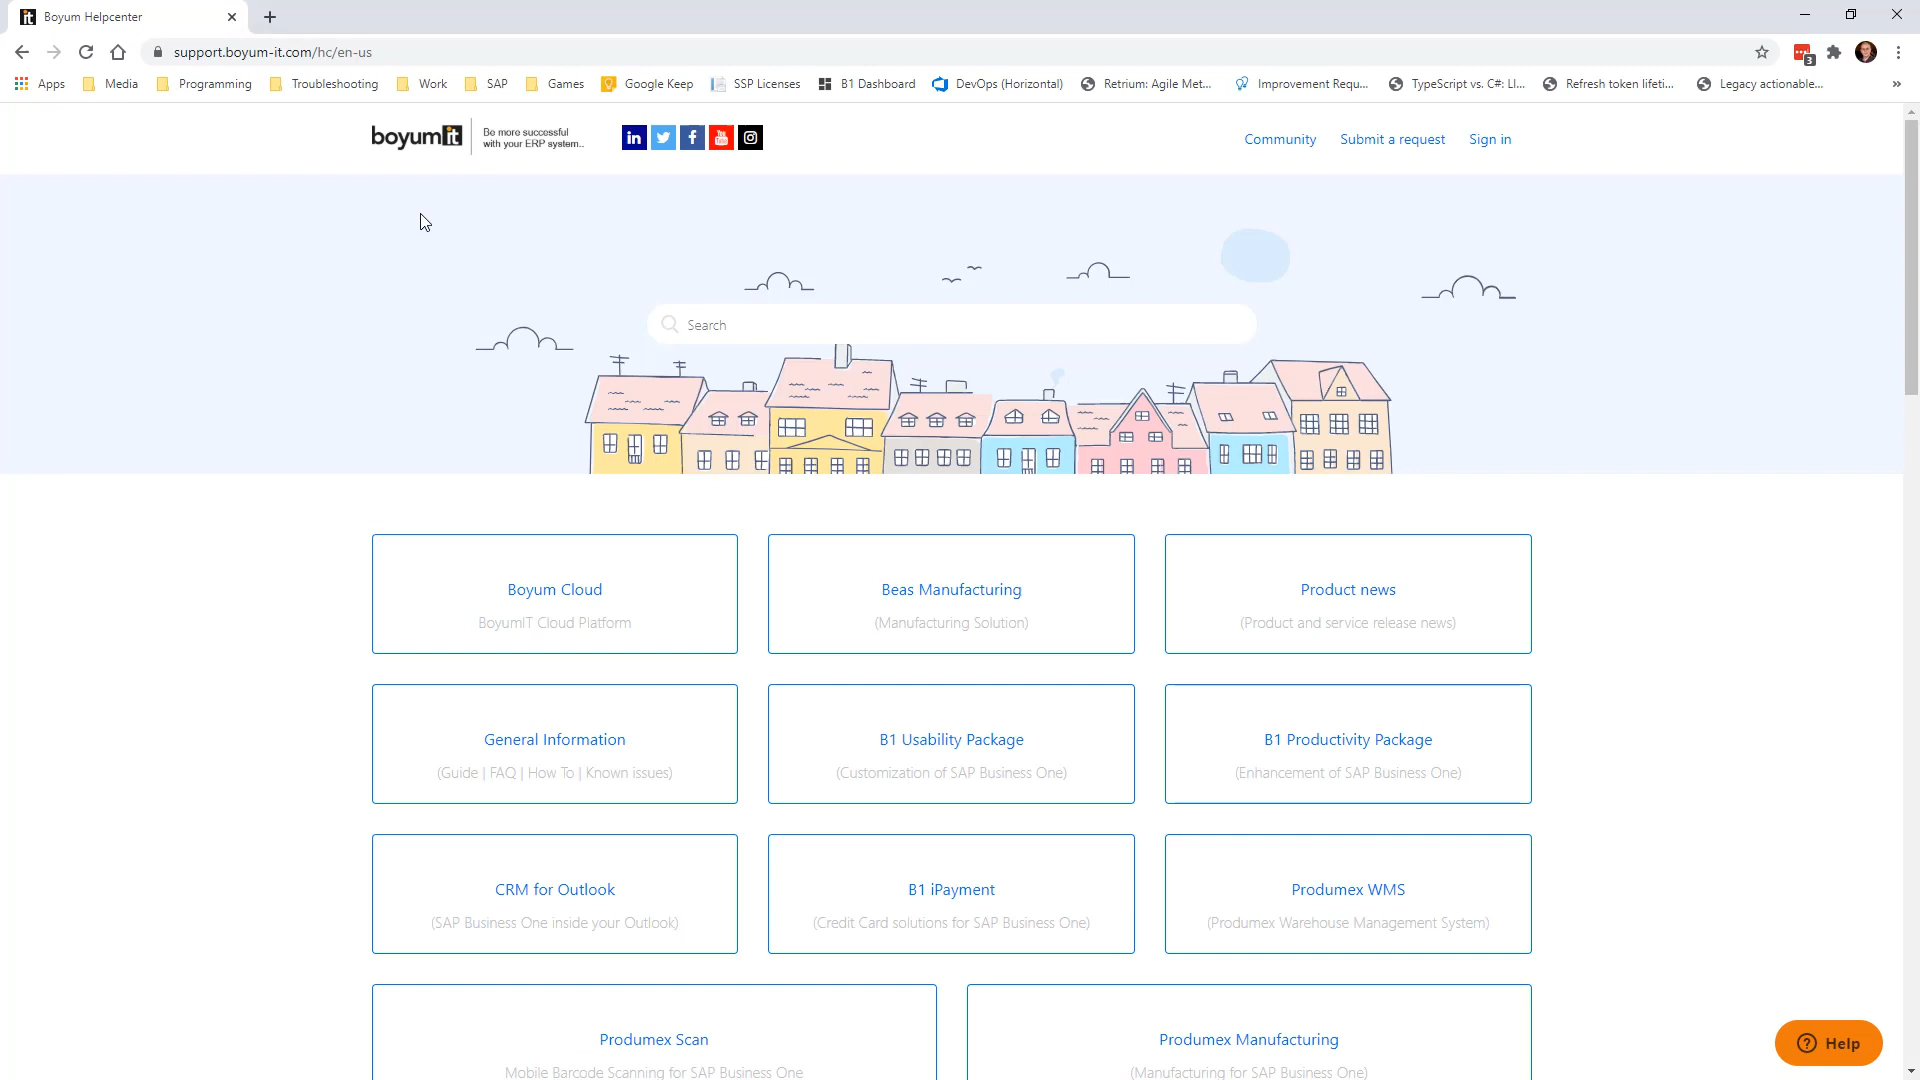 Boyum Helpcenter
support.boyum-it.com/hc/en-us
3
Apps Media Programming Troubleshooting Work SAP Games Google Keep SSP Licenses B1 Dashboard DevOps (Horizontal) Retrium: Agile Met... Improvement Requ... TypeScript vs. C#: LI... Refresh token lifeti... Legacy actionable... »
boyumit
Be more successful
with your ERP system..
Community Submit a request Sign in
Search
Boyum Cloud
BoyumIT Cloud Platform
Beas Manufacturing
(Manufacturing Solution)
Product news
(Product and service release news)
General Information
(Guide | FAQ | How To | Known issues)
B1 Usability Package
(Customization of SAP Business One)
B1 Productivity Package
(Enhancement of SAP Business One)
CRM for Outlook
(SAP Business One inside your Outlook)
B1 iPayment
(Credit Card solutions for SAP Business One)
Produmex WMS
(Produmex Warehouse Management System)
Produmex Scan
Mobile Barcode Scanning for SAP Business One
Produmex Manufacturing
(Manufacturing for SAP Business One)
Help